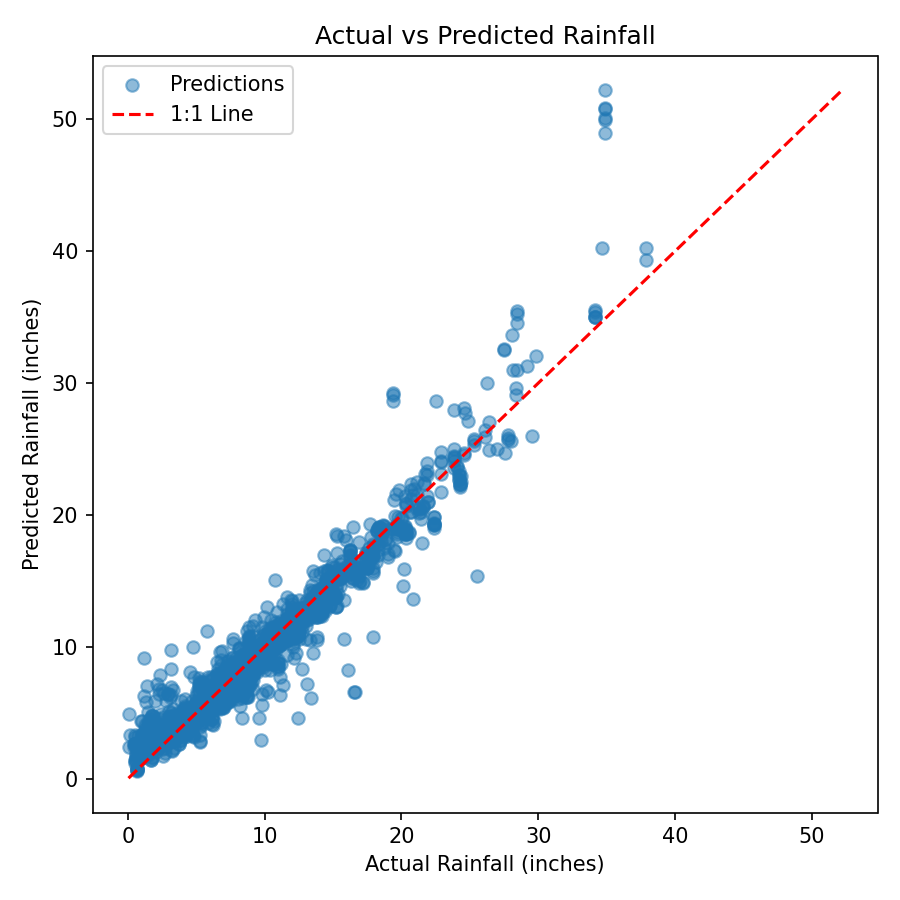 Actual vs Predicted Rainfall
Predictions
1:1 Line
50
40
30
20
10
0
Predicted Rainfall (inches)
0 10 20 30 40 50
Actual Rainfall (inches)